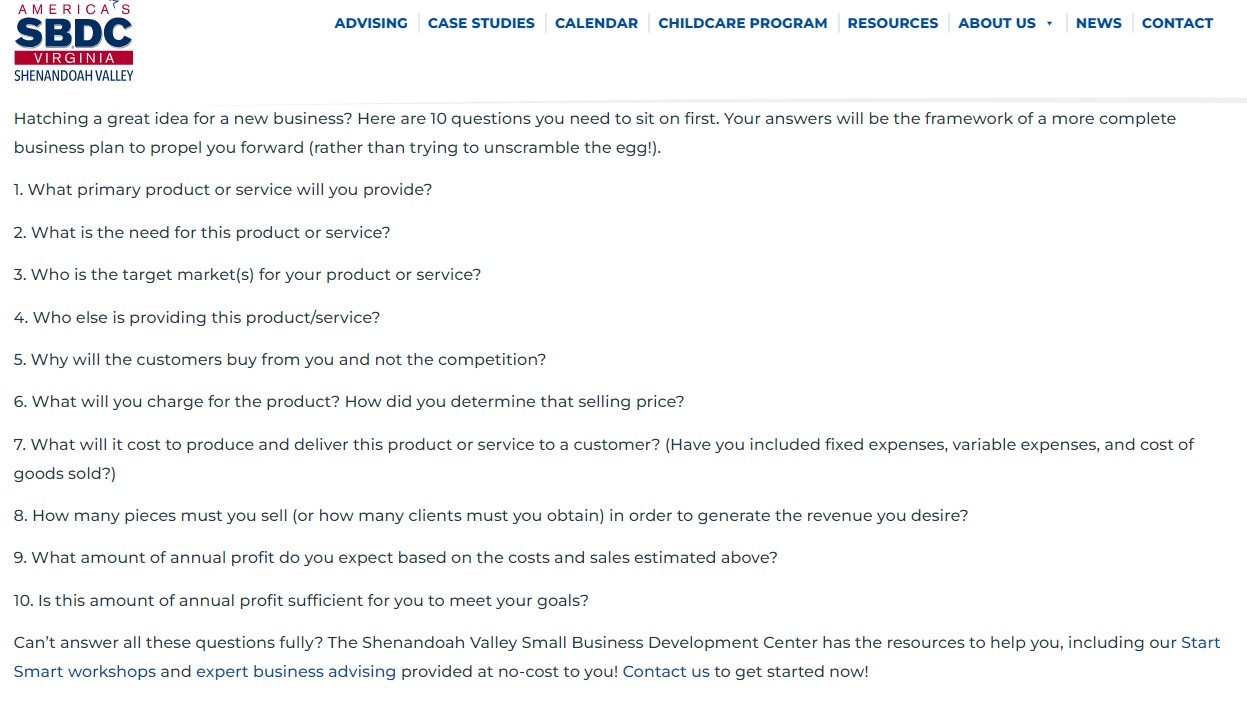 AMERICA'S
SBDC
VIRGINIA
SHENANDOAH VALLEY
ADVISING CASE STUDIES CALENDAR CHILDCARE PROGRAM RESOURCES ABOUT US NEWS CONTACT
Hatching a great idea for a new business? Here are 10 questions you need to sit on first. Your answers will be the framework of a more complete
business plan to propel you forward (rather than trying to unscramble the egg!).
1. What primary product or service will you provide?
2. What is the need for this product or service?
3. Who is the target market(s) for your product or service?
4. Who else is providing this product/service?
5. Why will the customers buy from you and not the competition?
6. What will you charge for the product? How did you determine that selling price?
7. What will it cost to produce and deliver this product or service to a customer? (Have you included fixed expenses, variable expenses, and cost of
goods sold?)
8. How many pieces must you sell (or how many clients must you obtain) in order to generate the revenue you desire?
9. What amount of annual profit do you expect based on the costs and sales estimated above?
10. Is this amount of annual profit sufficient for you to meet your goals?
Can’t answer all these questions fully? The Shenandoah Valley Small Business Development Center has the resources to help you, including our Start
Smart workshops and expert business advising provided at no-cost to you! Contact us to get started now!